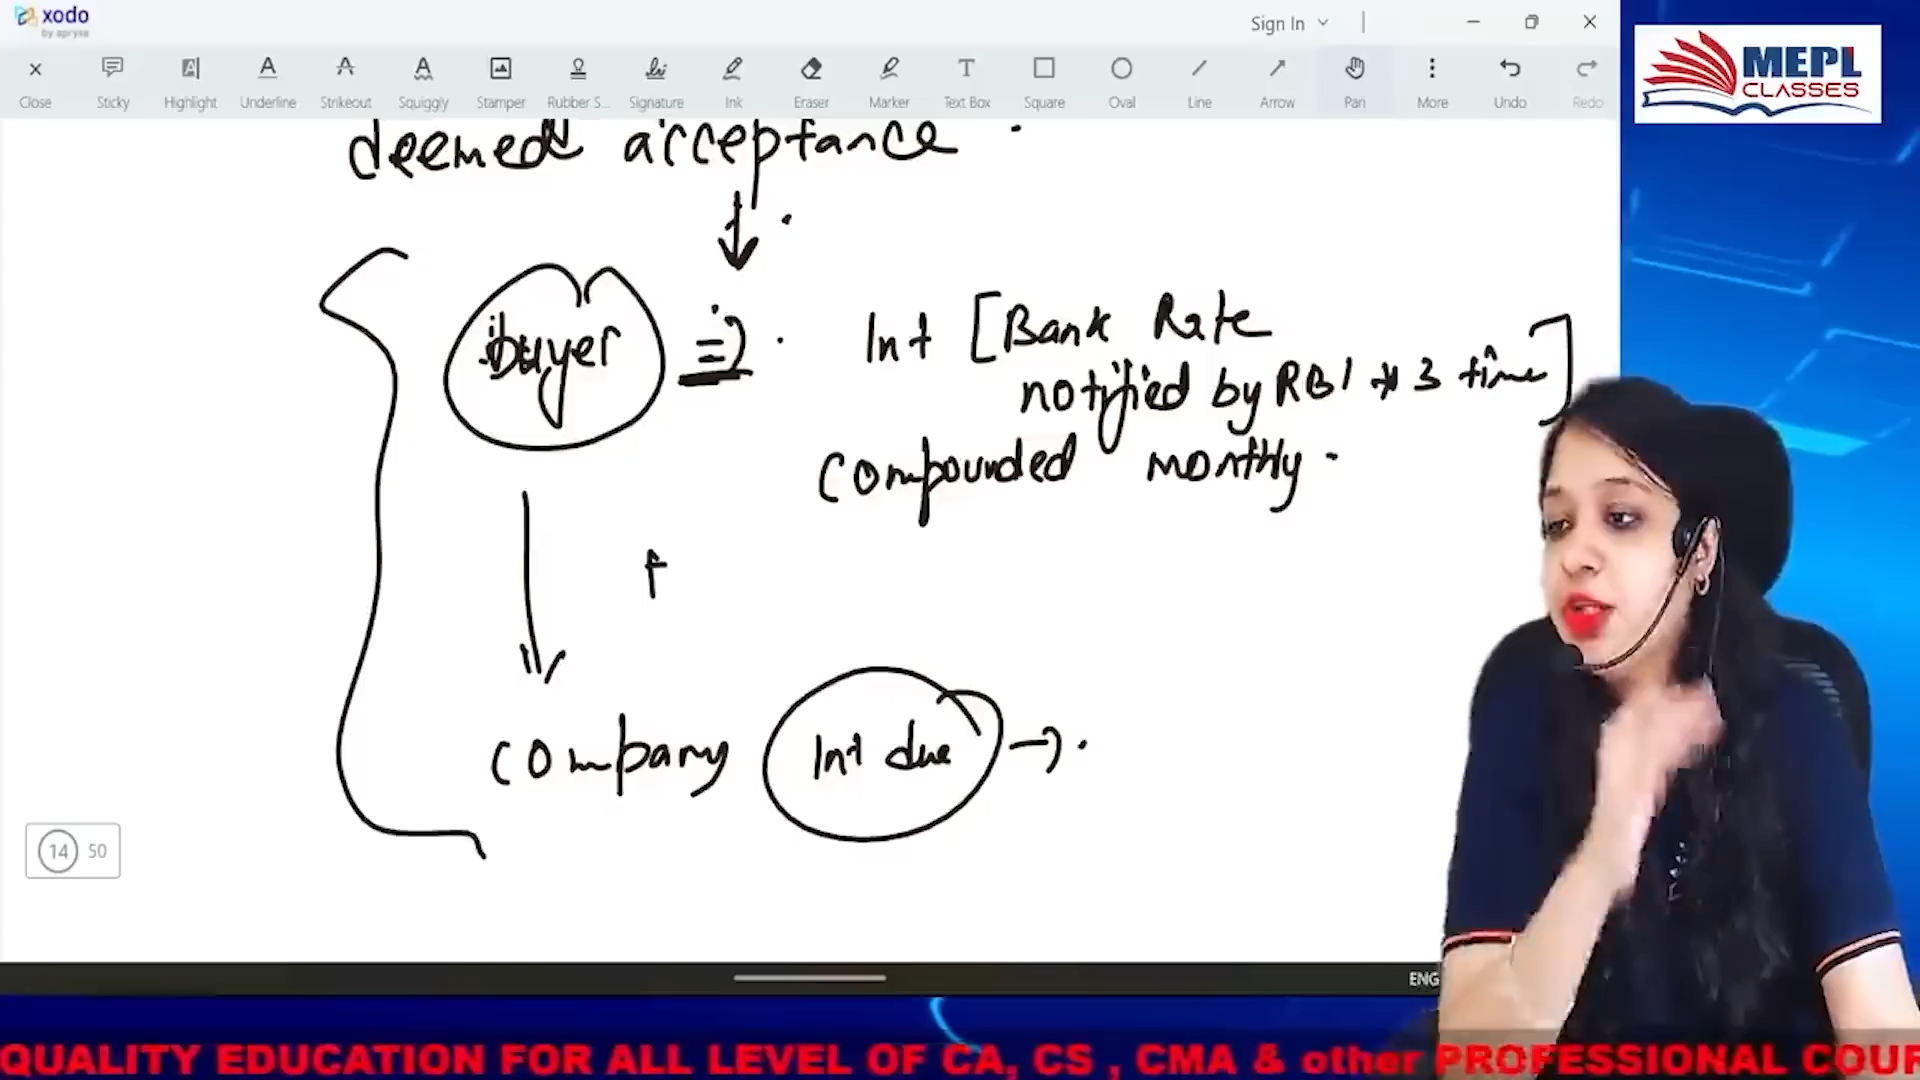 xodo
by apryse
Sign In
Close
Sticky
Highlight
Underline
Strikeout
Squiggly
Stamper
Rubber S...
Signature
Ink
Eraser
Marker
Text Box
Square
Oval
Line
Arrow
Pan
More
Undo
Redo
MEPL
CLASSES
deemed acceptance
buyer => Int [Bank Rate
notified by RBI * 3 time]
compounded monthly.
company Int due →
14 50
ENG
QUALITY EDUCATION FOR ALL LEVEL OF CA, CS , CMA & other PROFESSIONAL COUR